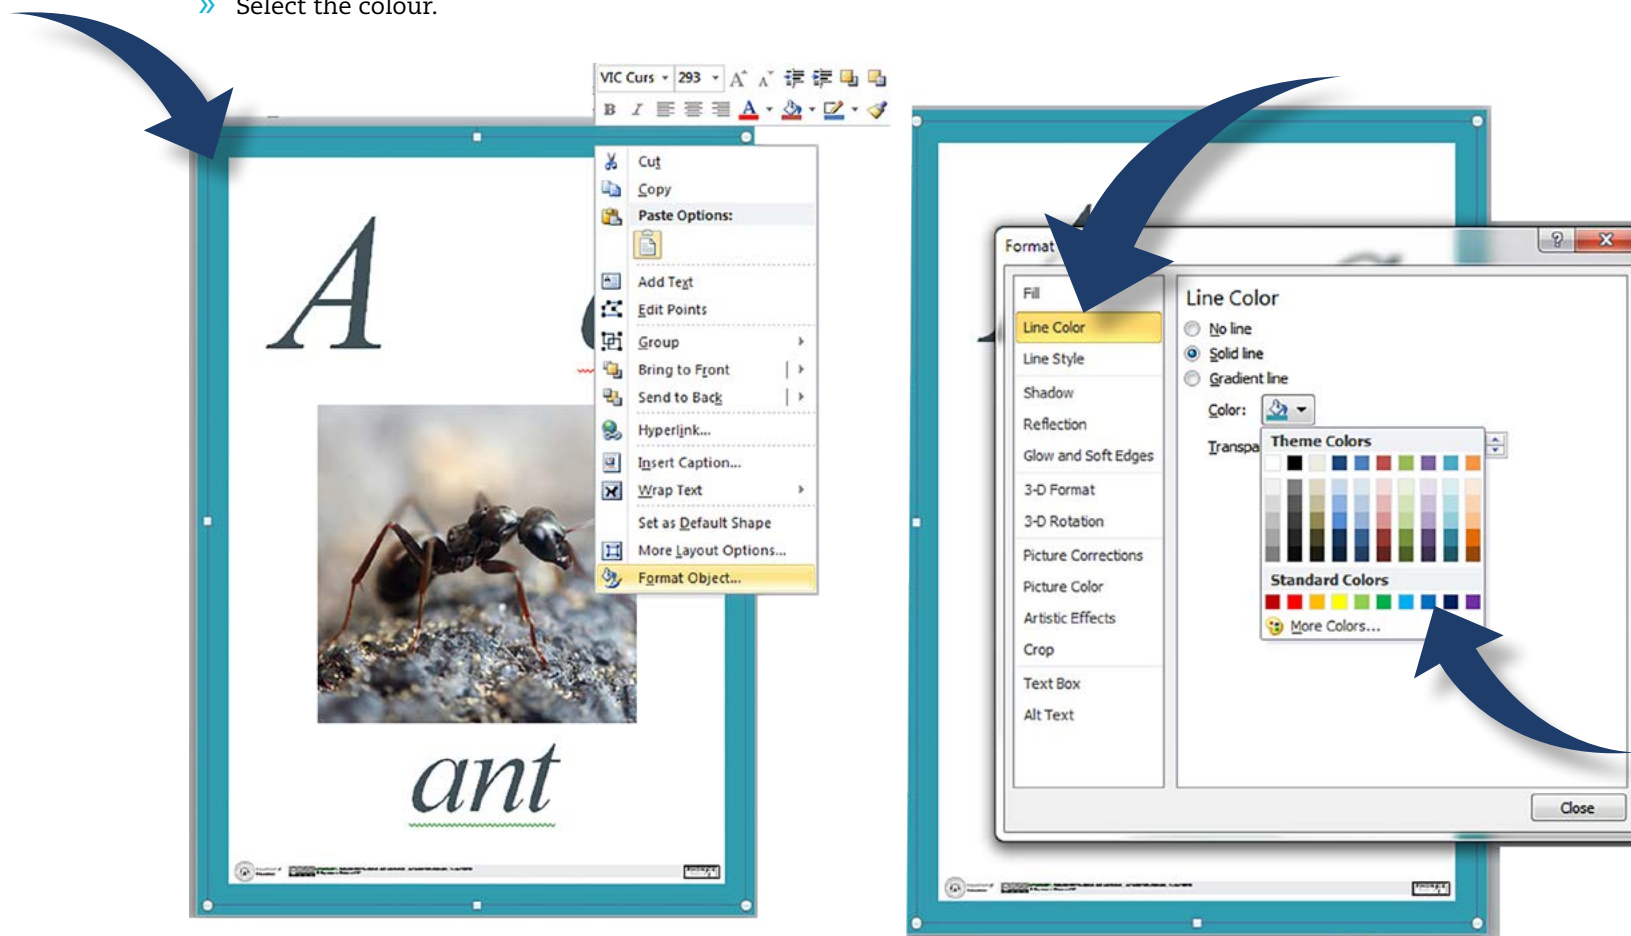 » Select the colour.
VIC Curs 293
B I A
Cut
Copy
Paste Options:
Add Text
Edit Points
Group
Bring to Front
Send to Back
Hyperlink...
Insert Caption...
Wrap Text
Set as Default Shape
More Layout Options...
Format Object...
A
ant
Format
Fill
Line Color
Line Style
Shadow
Reflection
Glow and Soft Edges
3-D Format
3-D Rotation
Picture Corrections
Picture Color
Artistic Effects
Crop
Text Box
Alt Text
Line Color
No line
Solid line
Gradient line
Color:
Transpa
Theme Colors
Standard Colors
More Colors...
Close